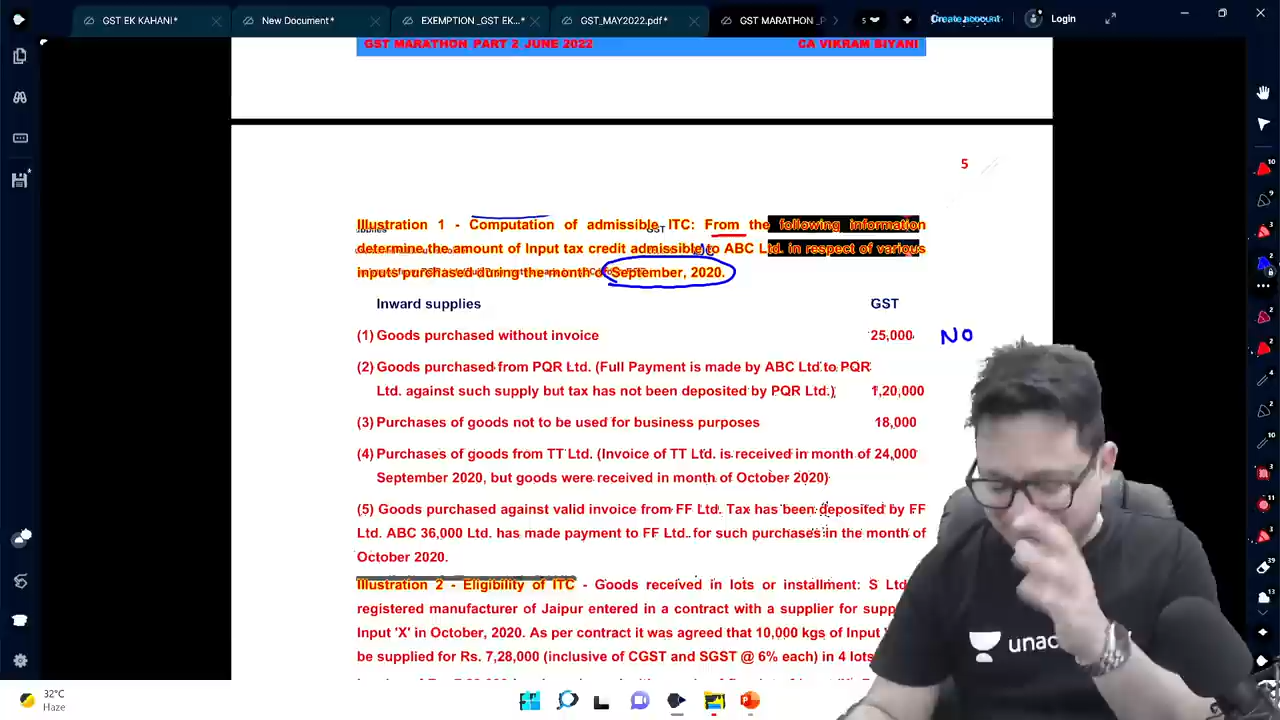 GST EK KAHANI*
New Document*
EXEMPTION _GST EK...*
GST_MAY2022.pdf*
GST MARATHON _P
5
Create account
Login
GST MARATHON PART 2 JUNE 2022 CA VIKRAM BIYANI
5
Illustration 1 - Computation of admissible ITC: From the following information
determine the amount of Input tax credit admissible to ABC Ltd. in respect of various
inputs purchased during the month of September, 2020.
Inward supplies GST
(1) Goods purchased without invoice 25,000 NO
(2) Goods purchased from PQR Ltd. (Full Payment is made by ABC Ltd to PQR
Ltd. against such supply but tax has not been deposited by PQR Ltd.) 1,20,000
(3) Purchases of goods not to be used for business purposes 18,000
(4) Purchases of goods from TT Ltd. (Invoice of TT Ltd. is received in month of 24,000
September 2020, but goods were received in month of October 2020)
(5) Goods purchased against valid invoice from FF Ltd. Tax has been deposited by FF
Ltd. ABC 36,000 Ltd. has made payment to FF Ltd. for such purchases in the month of
October 2020.
Illustration 2 - Eligibility of ITC - Goods received in lots or installment: S Ltd
registered manufacturer of Jaipur entered in a contract with a supplier for supp
Input 'X' in October, 2020. As per contract it was agreed that 10,000 kgs of Input
be supplied for Rs. 7,28,000 (inclusive of CGST and SGST @ 6% each) in 4 lots
unac
32°C
Haze